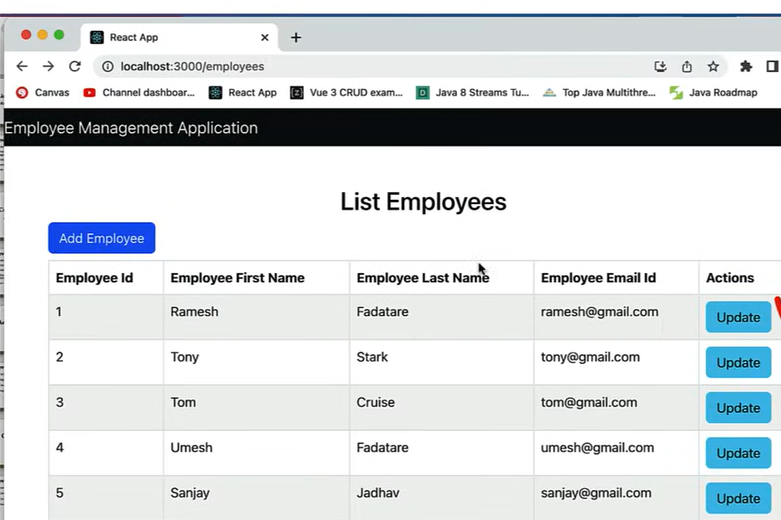 React App
localhost:3000/employees
Canvas Channel dashboar... React App Vue 3 CRUD exam... Java 8 Streams Tu... Top Java Multithre... Java Roadmap
Employee Management Application
List Employees
Add Employee
Employee Id Employee First Name Employee Last Name Employee Email Id Actions
1 Ramesh Fadatare ramesh@gmail.com Update
2 Tony Stark tony@gmail.com Update
3 Tom Cruise tom@gmail.com Update
4 Umesh Fadatare umesh@gmail.com Update
5 Sanjay Jadhav sanjay@gmail.com Update